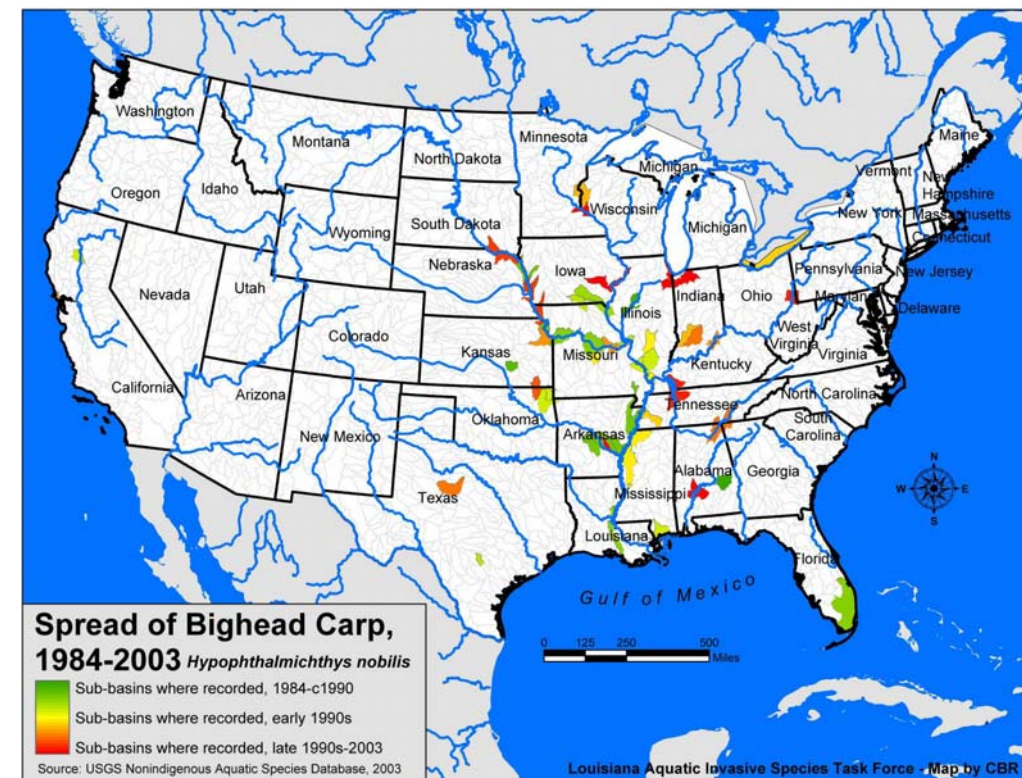 Washington
Montana
North Dakota
Minnesota
Michigan
Maine
Vermont
New
Hampshire
Oregon
Idaho
Wyoming
South Dakota
Wisconsin
Michigan
New York
Massachusetts
Connecticut
Nebraska
Iowa
Pennsylvania
New Jersey
Nevada
Utah
Illinois
Indiana
Ohio
Maryland
Delaware
Colorado
Kansas
Missouri
West
Virginia
Virginia
Kentucky
California
Arizona
New Mexico
Oklahoma
Arkansas
Tennessee
North Carolina
South
Carolina
Texas
Mississippi
Alabama
Georgia
Louisiana
Florida
N
W E
S
Gulf of Mexico
0 125 250 500
Miles
Spread of Bighead Carp,
1984-2003 Hypophthalmichthys nobilis
Sub-basins where recorded, 1984-c1990
Sub-basins where recorded, early 1990s
Sub-basins where recorded, late 1990s-2003
Source: USGS Nonindigenous Aquatic Species Database, 2003
Louisiana Aquatic Invasive Species Task Force - Map by CBR